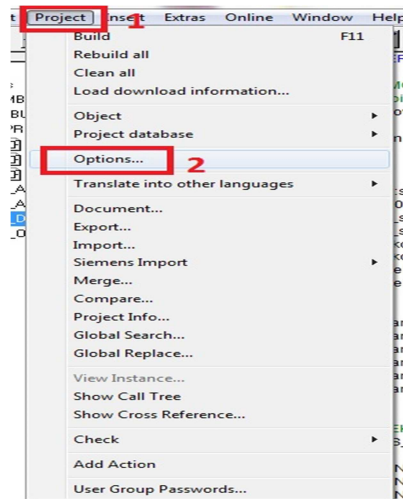 Project 1 Insert Extras Online Window Help
Build F11
Rebuild all
Clean all
Load download information...
Object
Project database
Options... 2
Translate into other languages
Document...
Export...
Import...
Siemens Import
Merge...
Compare...
Project Info...
Global Search...
Global Replace...
View Instance...
Show Call Tree
Show Cross Reference...
Check
Add Action
User Group Passwords...